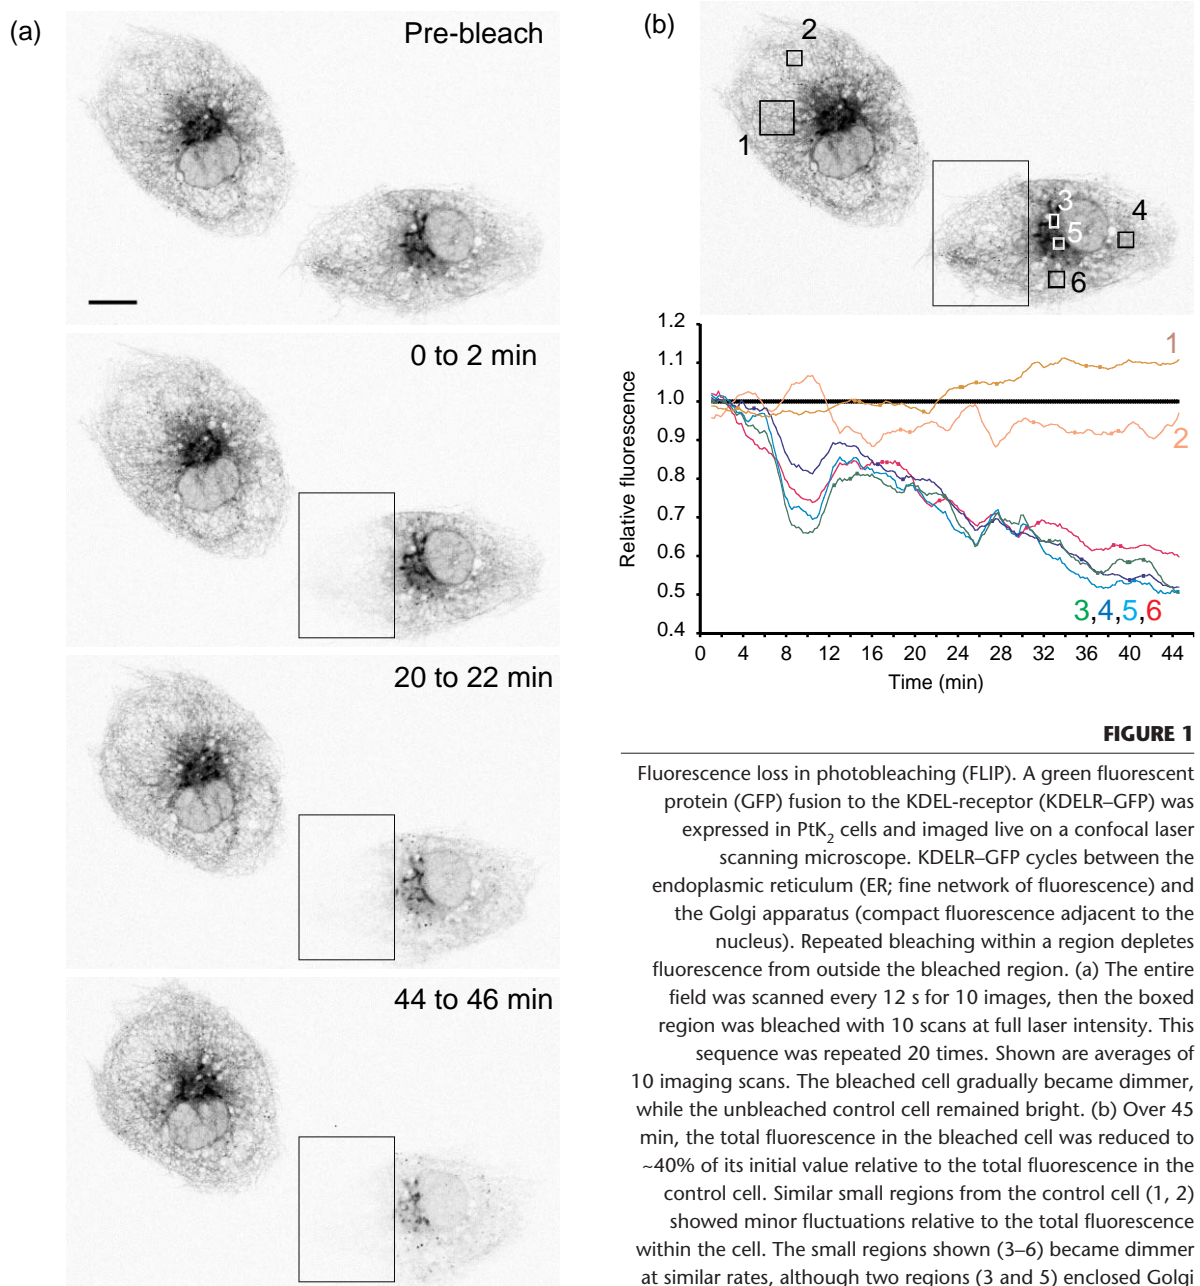 (a)
Pre-bleach
0 to 2 min
20 to 22 min
44 to 46 min
(b)
2
1
3
4
5
6
1.2
1.1
1.0
0.9
0.8
0.7
0.6
0.5
0.4
Relative fluorescence
1
2
3,4,5,6
0 4 8 12 16 20 24 28 32 36 40 44
Time (min)
FIGURE 1
Fluorescence loss in photobleaching (FLIP). A green fluorescent
protein (GFP) fusion to the KDEL-receptor (KDELR–GFP) was
expressed in PtK2 cells and imaged live on a confocal laser
scanning microscope. KDELR–GFP cycles between the
endoplasmic reticulum (ER; fine network of fluorescence) and
the Golgi apparatus (compact fluorescence adjacent to the
nucleus). Repeated bleaching within a region depletes
fluorescence from outside the bleached region. (a) The entire
field was scanned every 12 s for 10 images, then the boxed
region was bleached with 10 scans at full laser intensity. This
sequence was repeated 20 times. Shown are averages of
10 imaging scans. The bleached cell gradually became dimmer,
while the unbleached control cell remained bright. (b) Over 45
min, the total fluorescence in the bleached cell was reduced to
~40% of its initial value relative to the total fluorescence in the
control cell. Similar small regions from the control cell (1, 2)
showed minor fluctuations relative to the total fluorescence
within the cell. The small regions shown (3–6) became dimmer
at similar rates, although two regions (3 and 5) enclosed Golgi